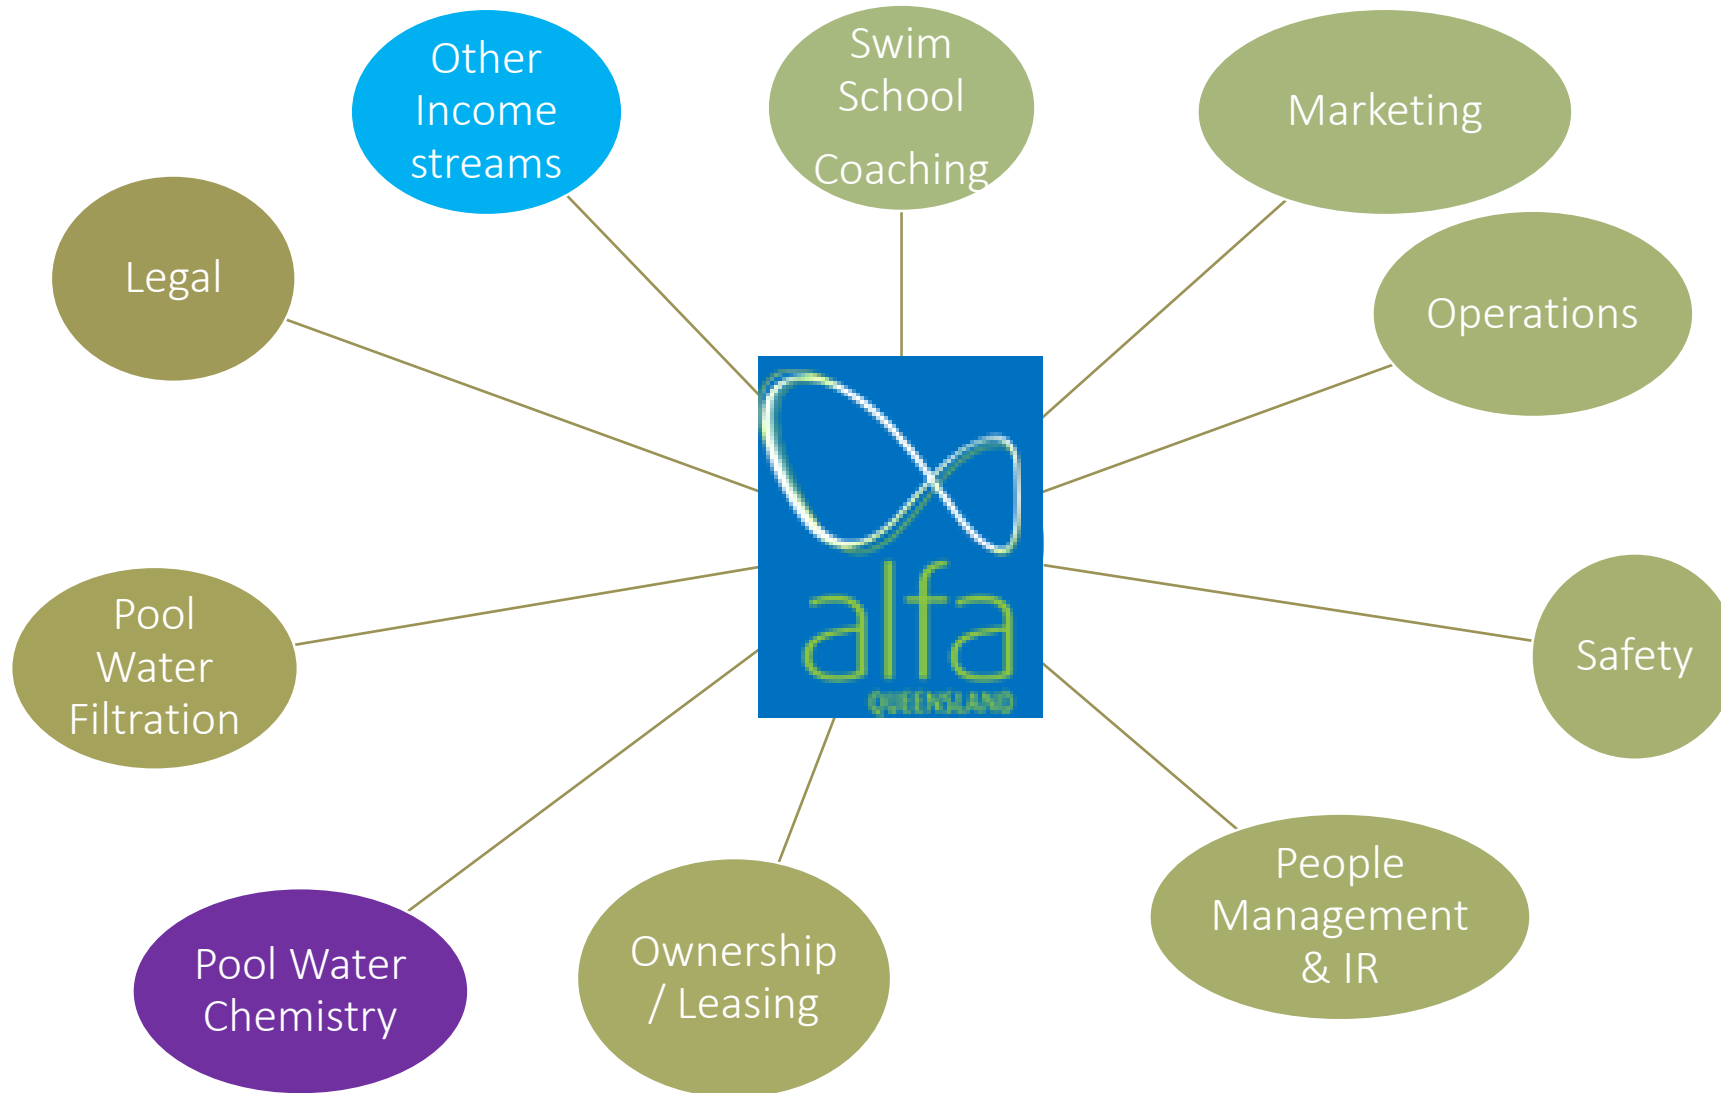 Other
Income
streams
Swim
School
Coaching
Marketing
Legal
Operations
alfa
QUEENSLAND
Pool
Water
Filtration
Safety
People
Management
& IR
Pool Water
Chemistry
Ownership
/ Leasing